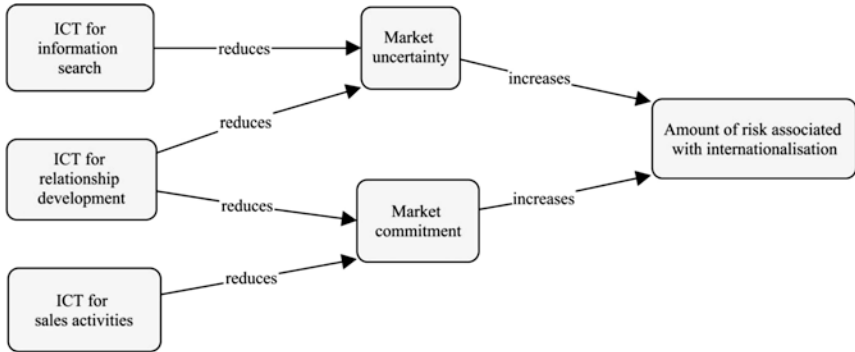 ICT for
information
search
reduces
Market
uncertainty
increases
reduces
Amount of risk associated
with internationalisation
ICT for
relationship
development
reduces
Market
commitment
increases
reduces
ICT for
sales activities